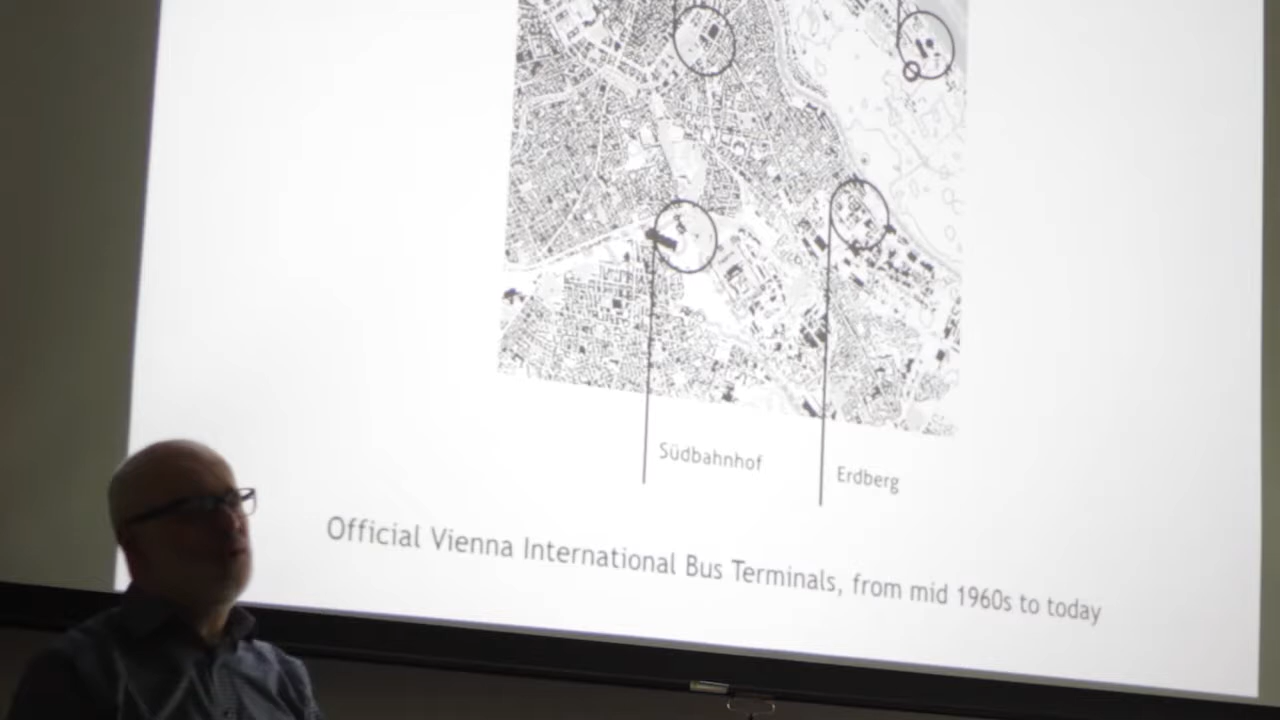 Südbahnhof
Erdberg
Official Vienna International Bus Terminals, from mid 1960s to today